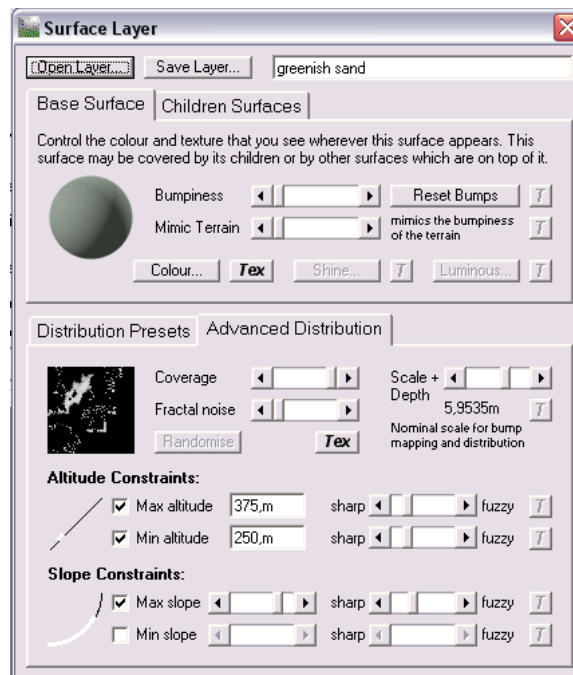 Surface Layer
Open Layer... Save Layer... greenish sand
Base Surface Children Surfaces
Control the colour and texture that you see wherever this surface appears. This
surface may be covered by its children or by other surfaces which are on top of it.
Bumpiness Reset Bumps T
Mimic Terrain mimics the bumpiness
of the terrain T
Colour... Tex Shine... T Luminous... T
Distribution Presets Advanced Distribution
Coverage Scale +
Depth
Fractal noise 5,9535m T
Randomise Tex Nominal scale for bump
mapping and distribution
Altitude Constraints:
Max altitude 375,m sharp fuzzy T
Min altitude 250,m sharp fuzzy T
Slope Constraints:
Max slope sharp fuzzy T
Min slope sharp fuzzy T